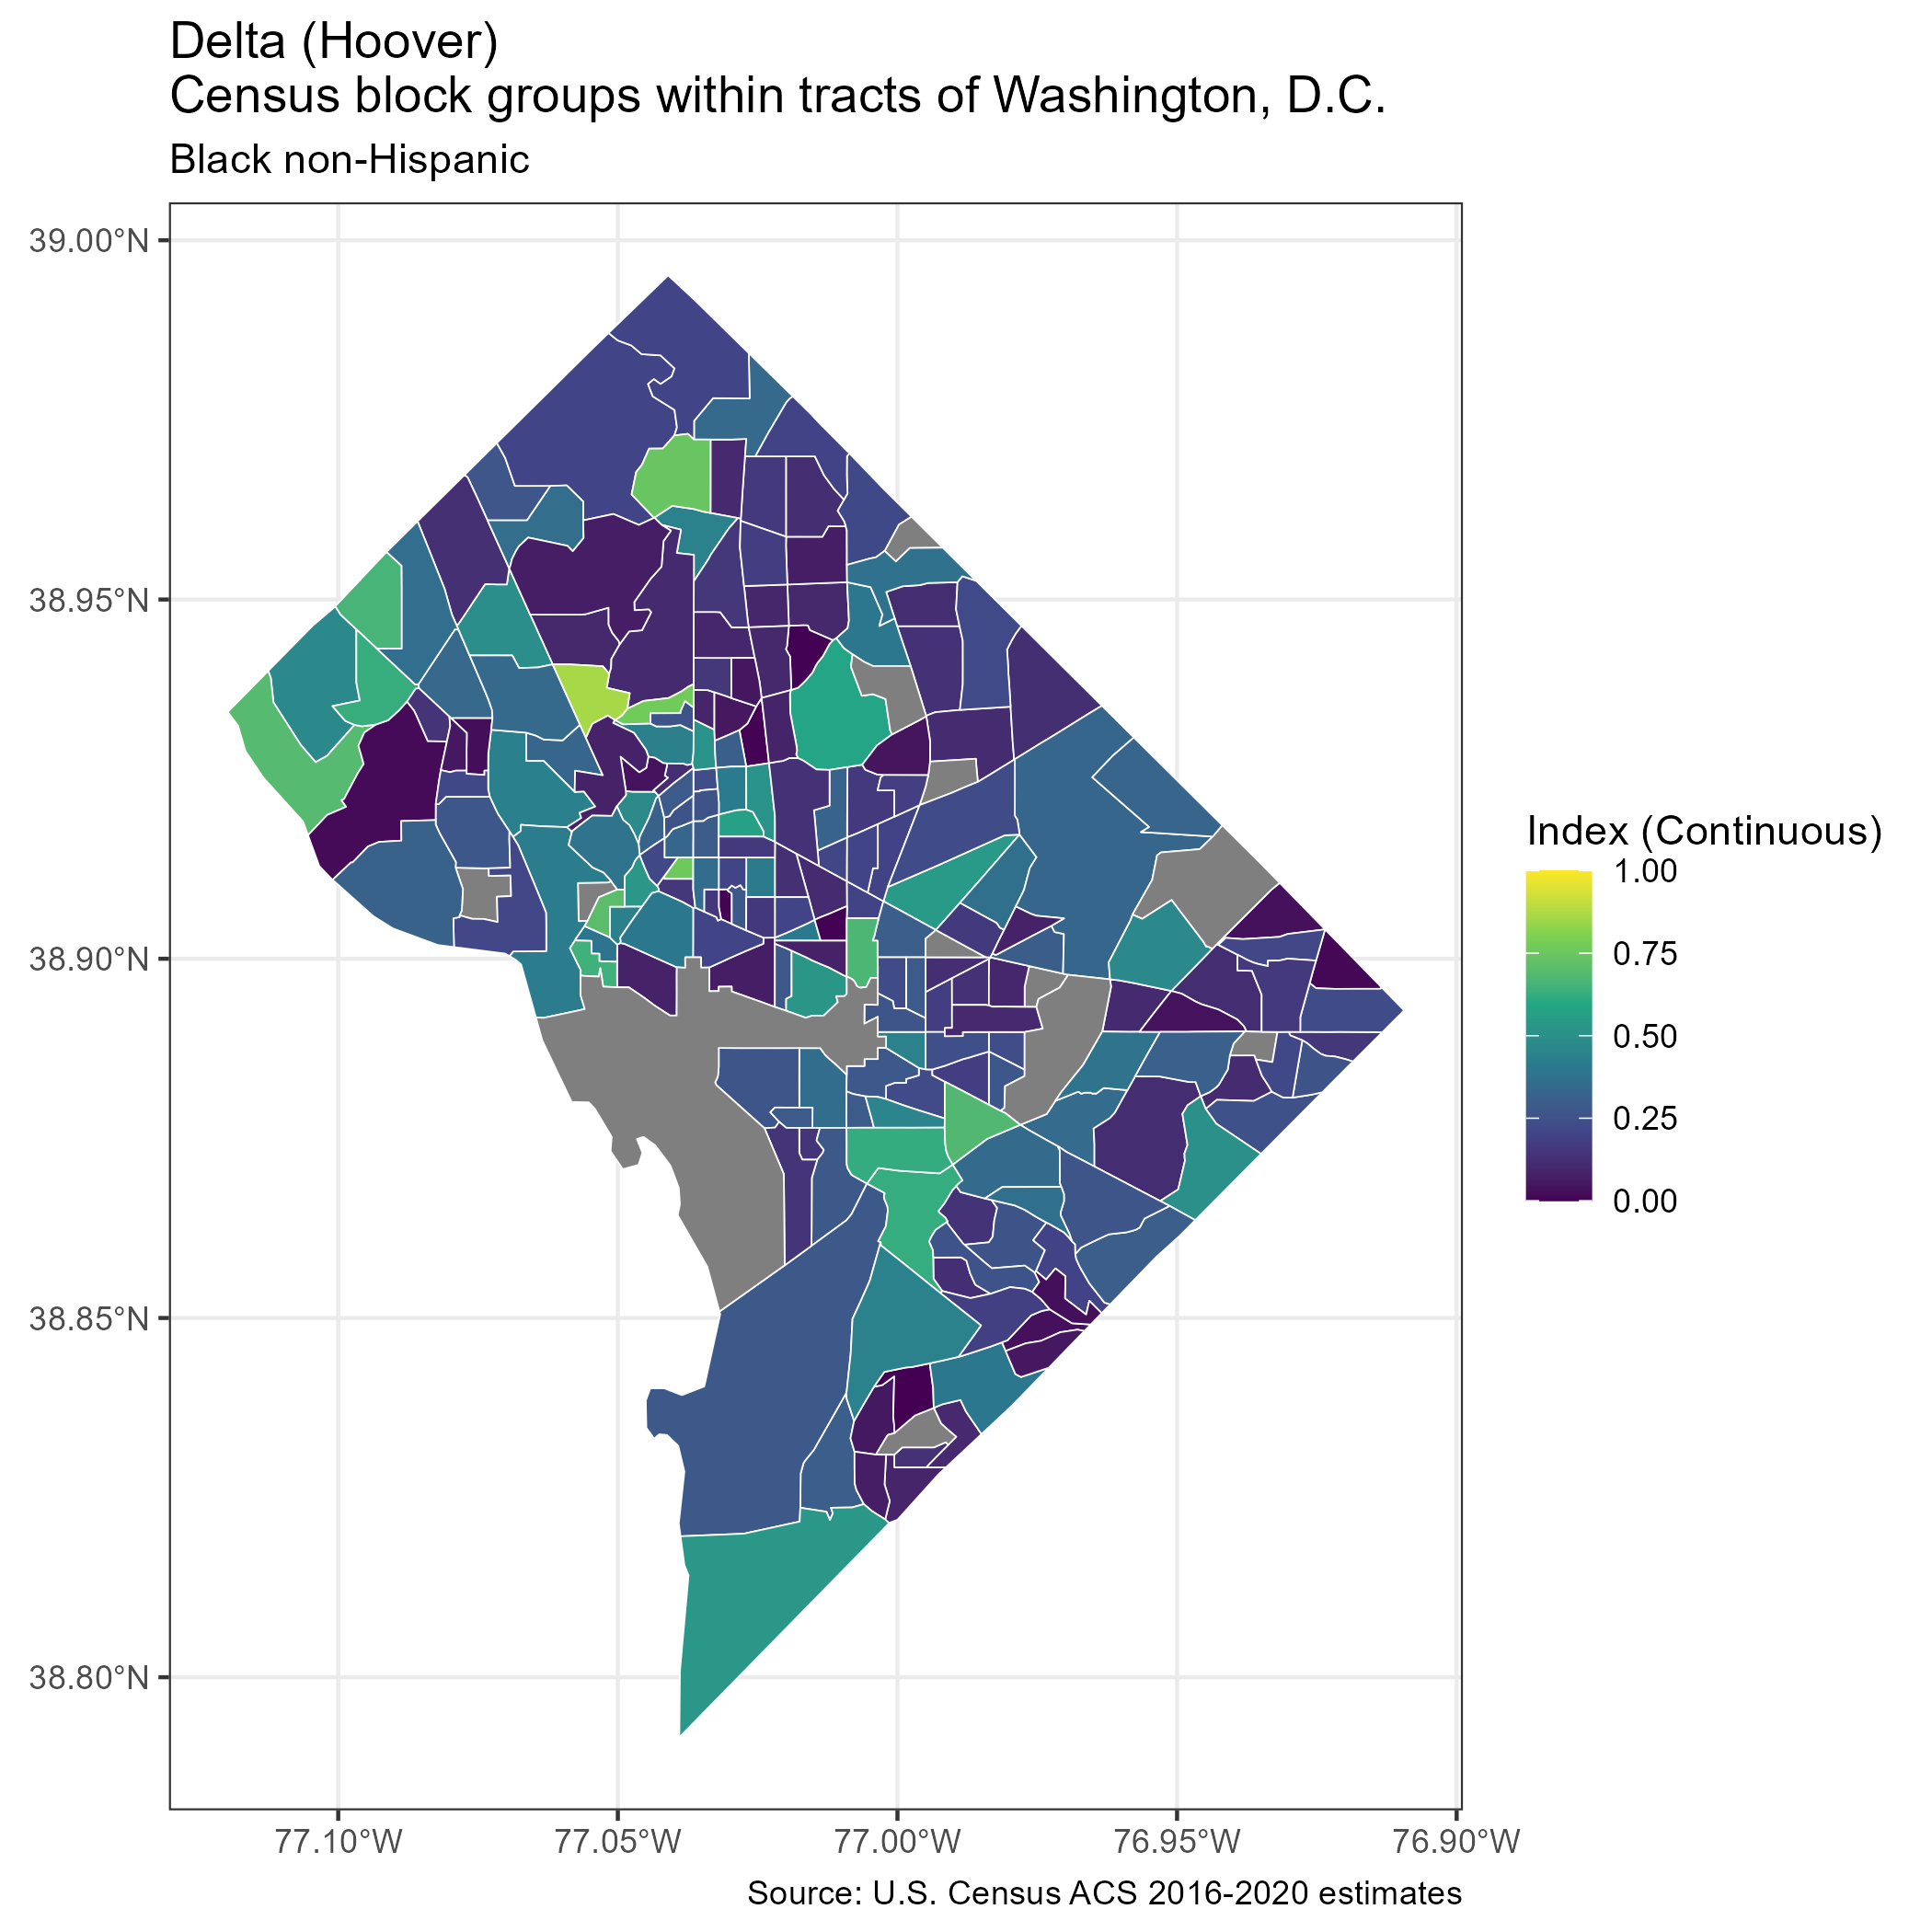 Delta (Hoover)
Census block groups within tracts of Washington, D.C.
Black non-Hispanic
39.00°N
38.95°N
38.90°N
38.85°N
38.80°N
77.10°W
77.05°W
77.00°W
76.95°W
76.90°W
Index (Continuous)
1.00
0.75
0.50
0.25
0.00
Source: U.S. Census ACS 2016-2020 estimates